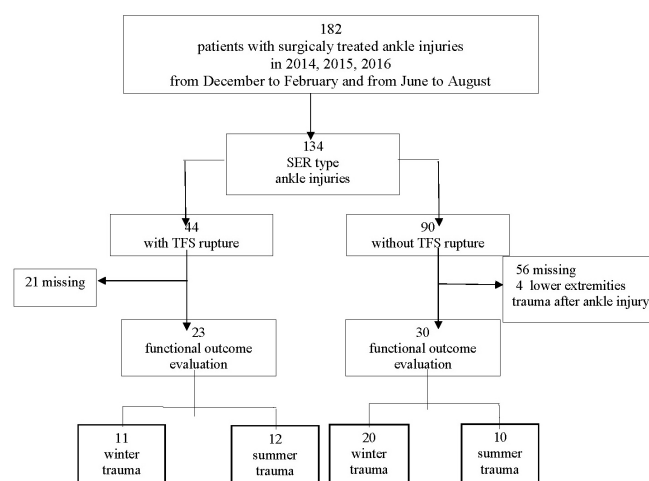 182
patients with surgicaly treated ankle injuries
in 2014, 2015, 2016
from December to February and from June to August
134
SER type
ankle injuries
44
with TFS rupture
90
without TFS rupture
21 missing
56 missing
4 lower extremities
trauma after ankle injury
23
functional outcome
evaluation
30
functional outcome
evaluation
11
winter
trauma
12
summer
trauma
20
winter
trauma
10
summer
trauma